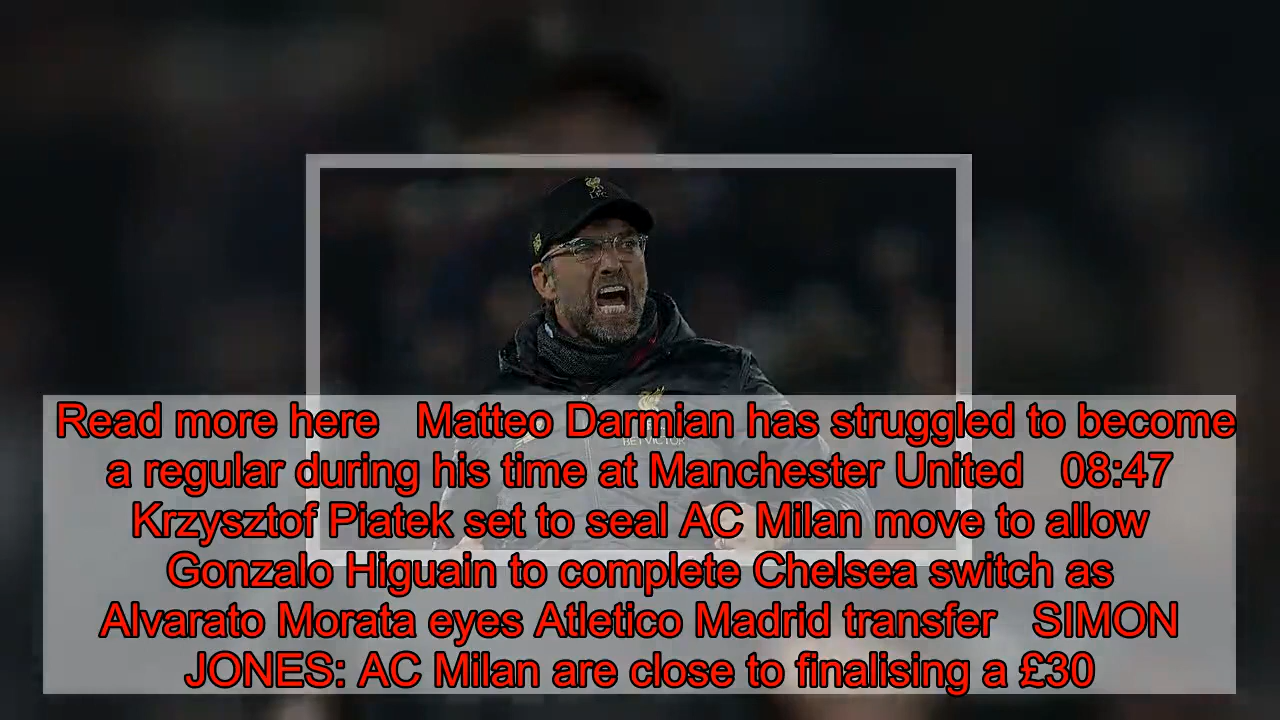 LFC
Read more here Matteo Darmian has struggled to become
BETVICTOR
a regular during his time at Manchester United 08:47
Krzysztof Piatek set to seal AC Milan move to allow
Gonzalo Higuain to complete Chelsea switch as
Alvarato Morata eyes Atletico Madrid transfer SIMON
JONES: AC Milan are close to finalising a £30